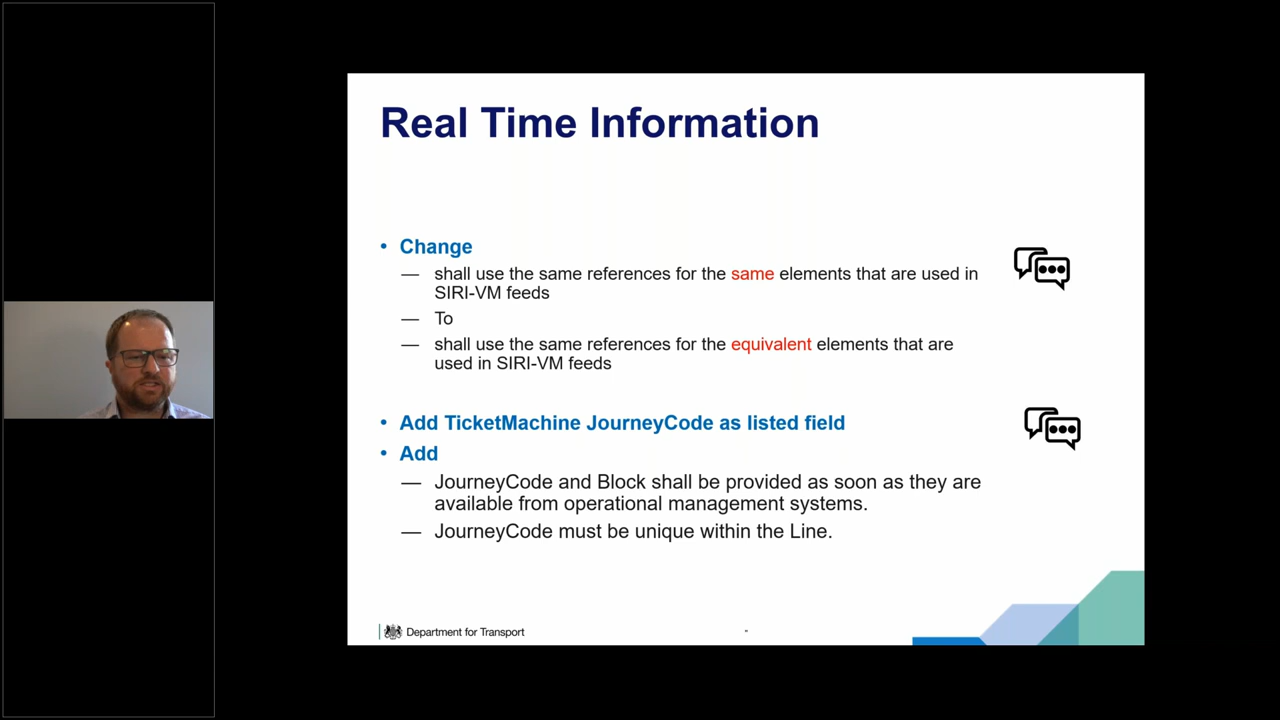 Real Time Information
• Change
— shall use the same references for the same elements that are used in
SIRI-VM feeds
— To
— shall use the same references for the equivalent elements that are
used in SIRI-VM feeds
• Add TicketMachine JourneyCode as listed field
• Add
— JourneyCode and Block shall be provided as soon as they are
available from operational management systems.
— JourneyCode must be unique within the Line.
Department for Transport